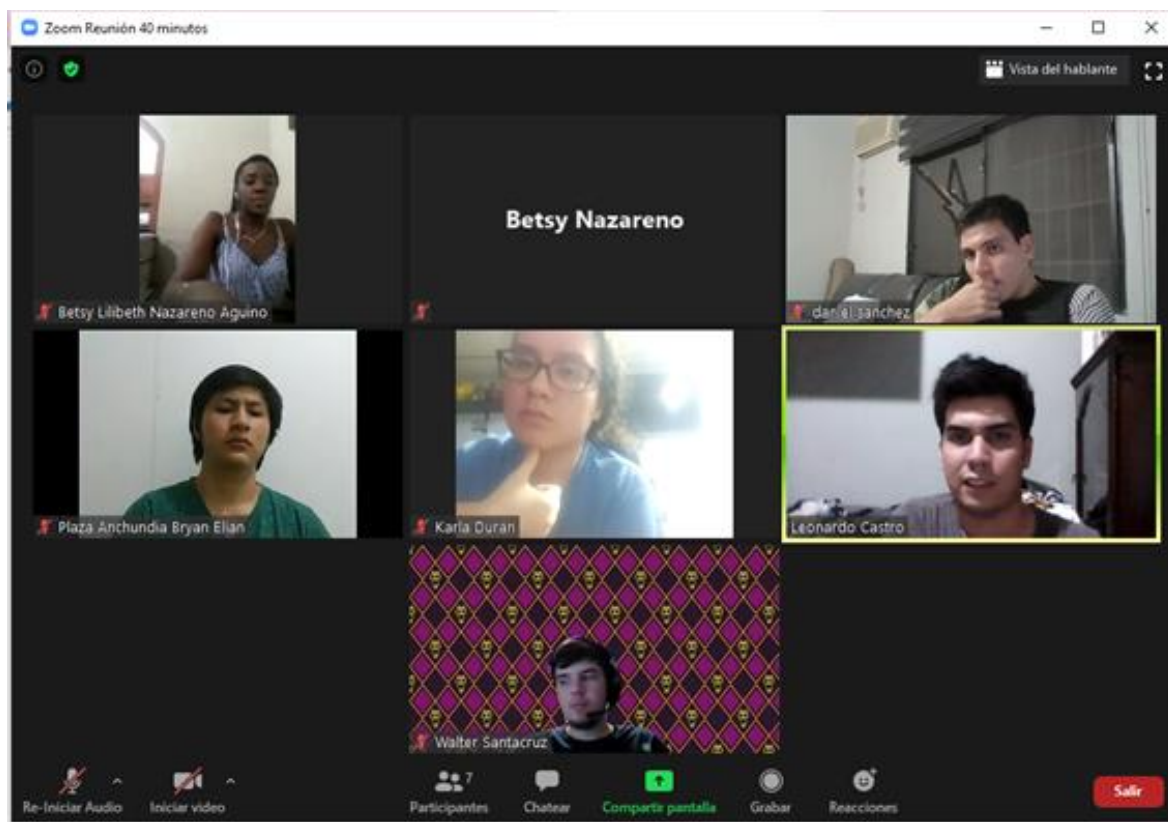 Zoom Reunión 40 minutos
Vista del hablante
Betsy Lilibeth Nazareno Aguino
Betsy Nazareno
daniel sanchez
Plaza Anchundia Bryan Elian
Karla Duran
Leonardo Castro
Walter Santacruz
Re-Iniciar Audio
Iniciar video
7
Participantes
Chatear
Compartir pantalla
Grabar
Reacciones
Salir